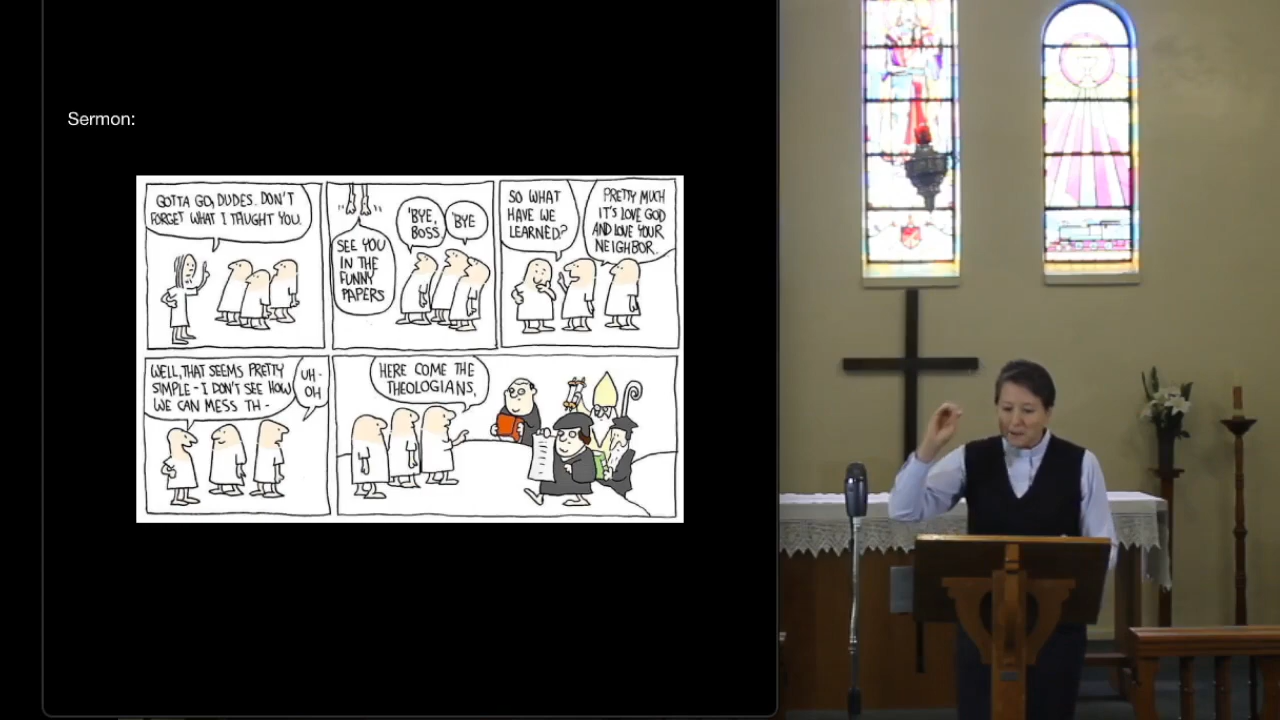 Sermon:
GOTTA GO, DUDES. DON'T
FORGET WHAT I TAUGHT YOU.
SEE YOU
IN THE
FUNNY
PAPERS
'BYE,
BOSS
'BYE
SO WHAT
HAVE WE
LEARNED?
PRETTY MUCH
IT'S LOVE GOD
AND LOVE YOUR
NEIGHBOR.
WELL, THAT SEEMS PRETTY
SIMPLE - I DON'T SEE HOW
WE CAN MESS TH -
UH -
OH
HERE COME THE
THEOLOGIANS.